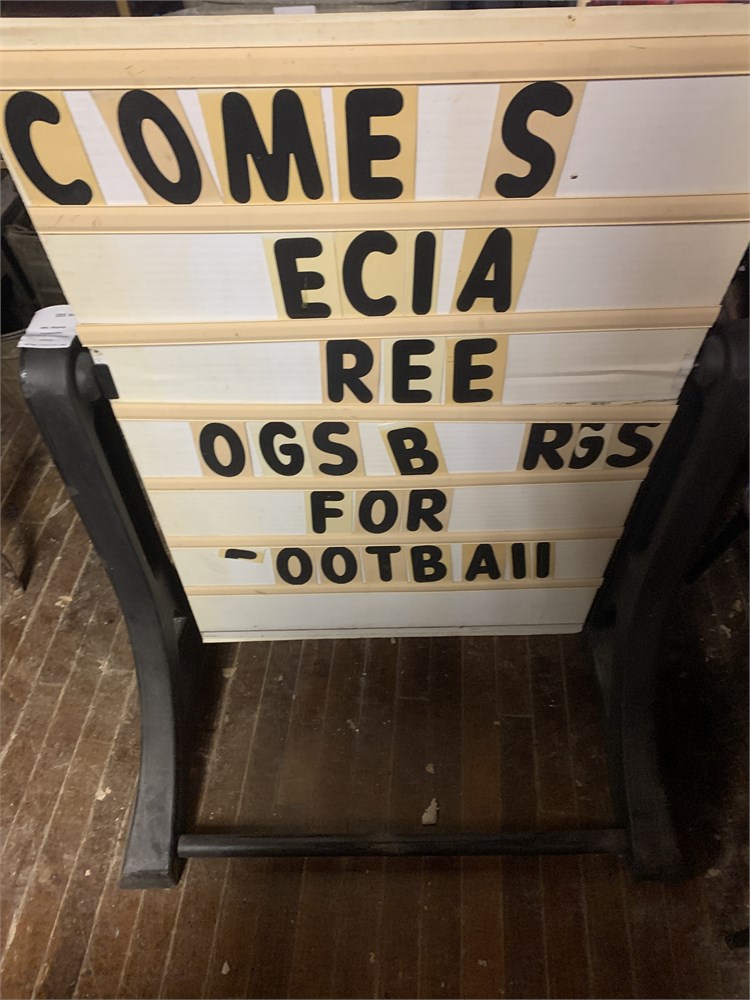 COME S
ECIA
REE
OGS B RGS
FOR
OOTBAll